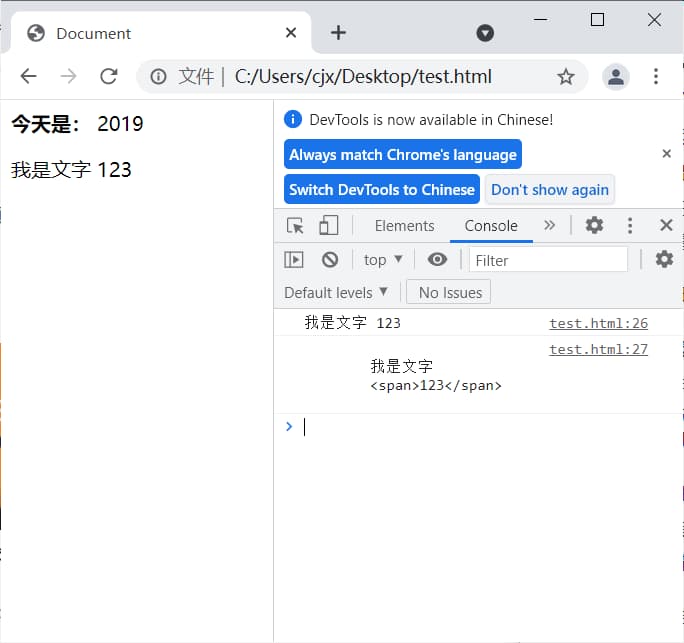 Document
文件 | C:/Users/cjx/Desktop/test.html
今天是： 2019
我是文字 123
DevTools is now available in Chinese!
Always match Chrome's language
Switch DevTools to Chinese Don't show again
Elements Console
top Filter
Default levels No Issues
我是文字 123 test.html:26
test.html:27
我是文字
<span>123</span>